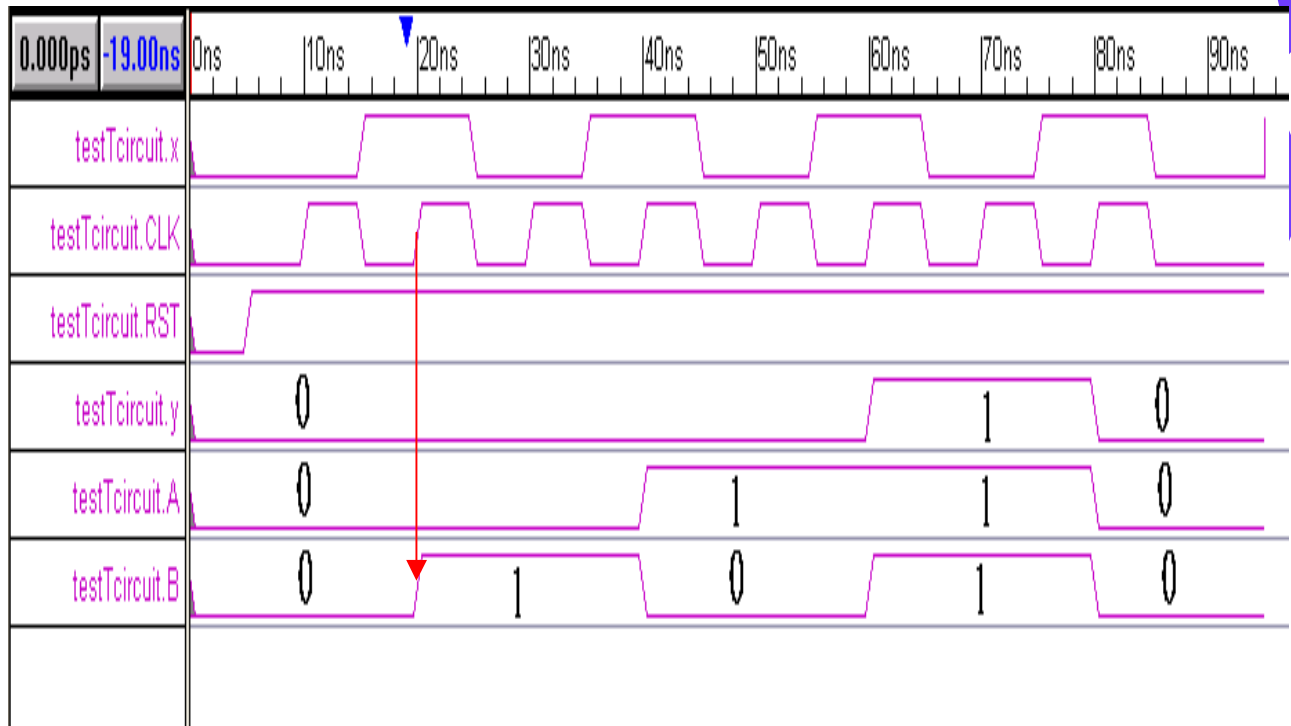 0.000ps -19.00ns 0ns 10ns 20ns 30ns 40ns 50ns 60ns 70ns 80ns 90ns
testTcircuit.x
testTcircuit.CLK
testTcircuit.RST
testTcircuit.y 0 1 0
testTcircuit.A 0 1 1 0
testTcircuit.B 0 1 0 1 0